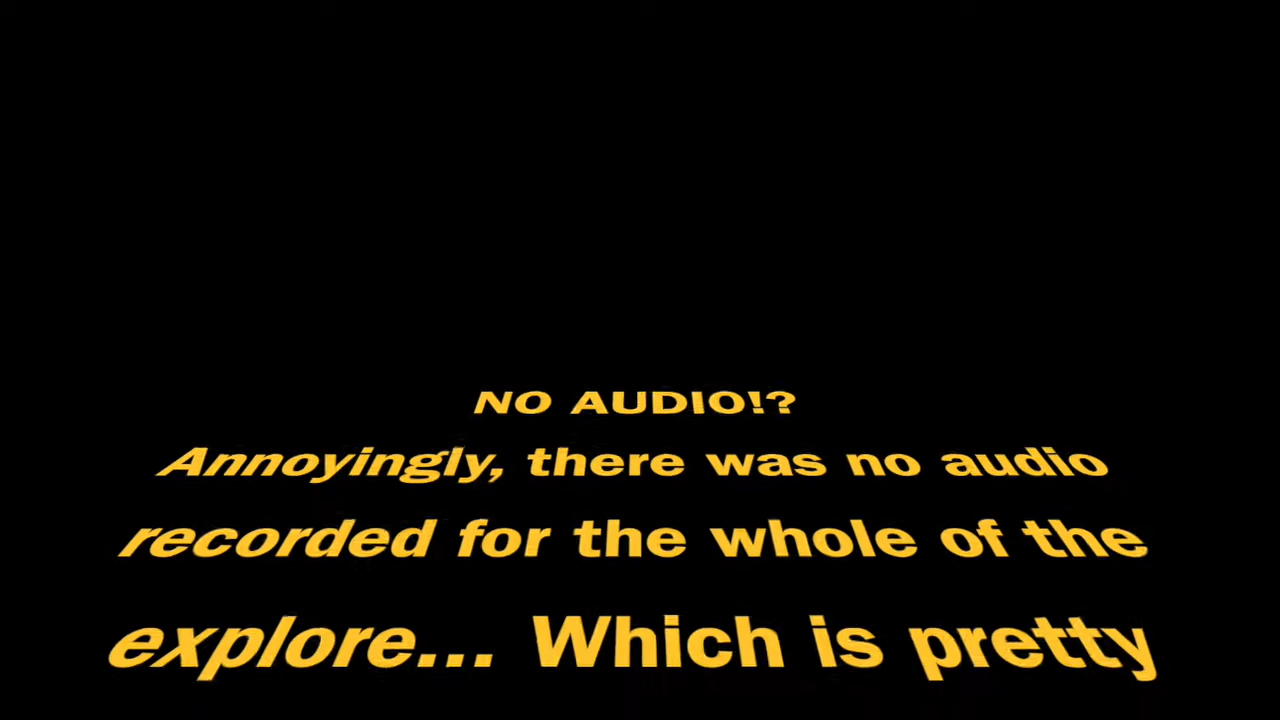 NO AUDIO!?
Annoyingly, there was no audio
recorded for the whole of the
explore... Which is pretty